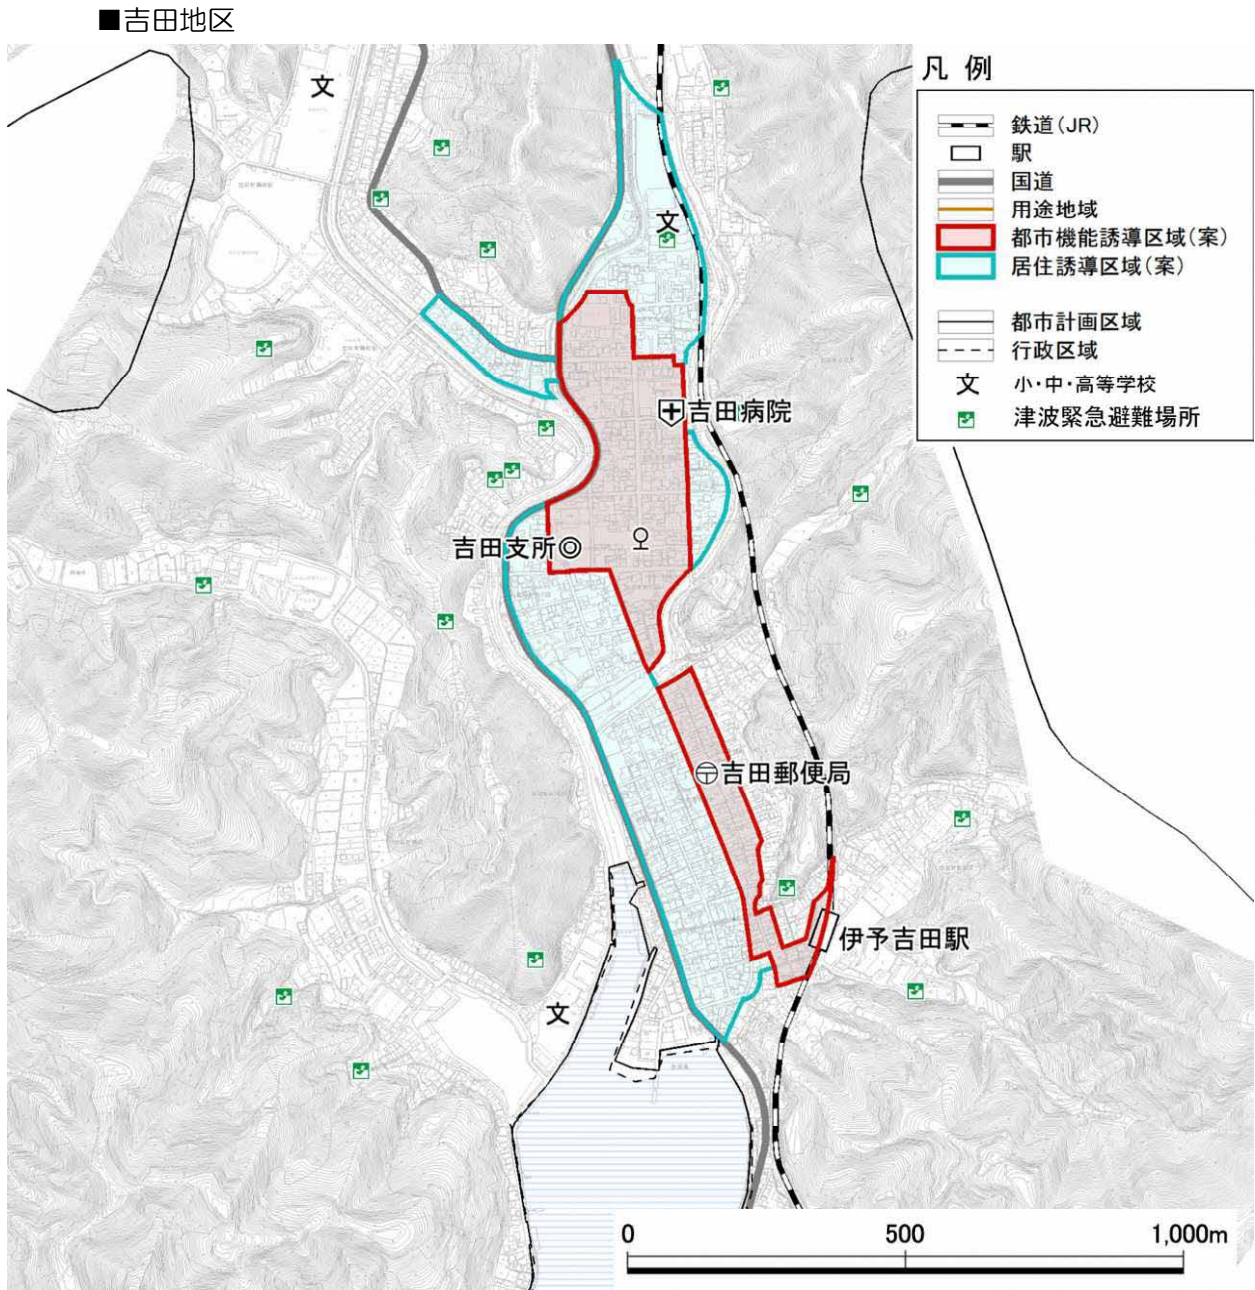 ■吉田地区
凡 例
鉄道(JR)
駅
国道
用途地域
都市機能誘導区域(案)
居住誘導区域(案)
都市計画区域
行政区域
文 小・中・高等学校
津波緊急避難場所
文
文
吉田病院
吉田支所
吉田郵便局
伊予吉田駅
文
0 500 1,000m